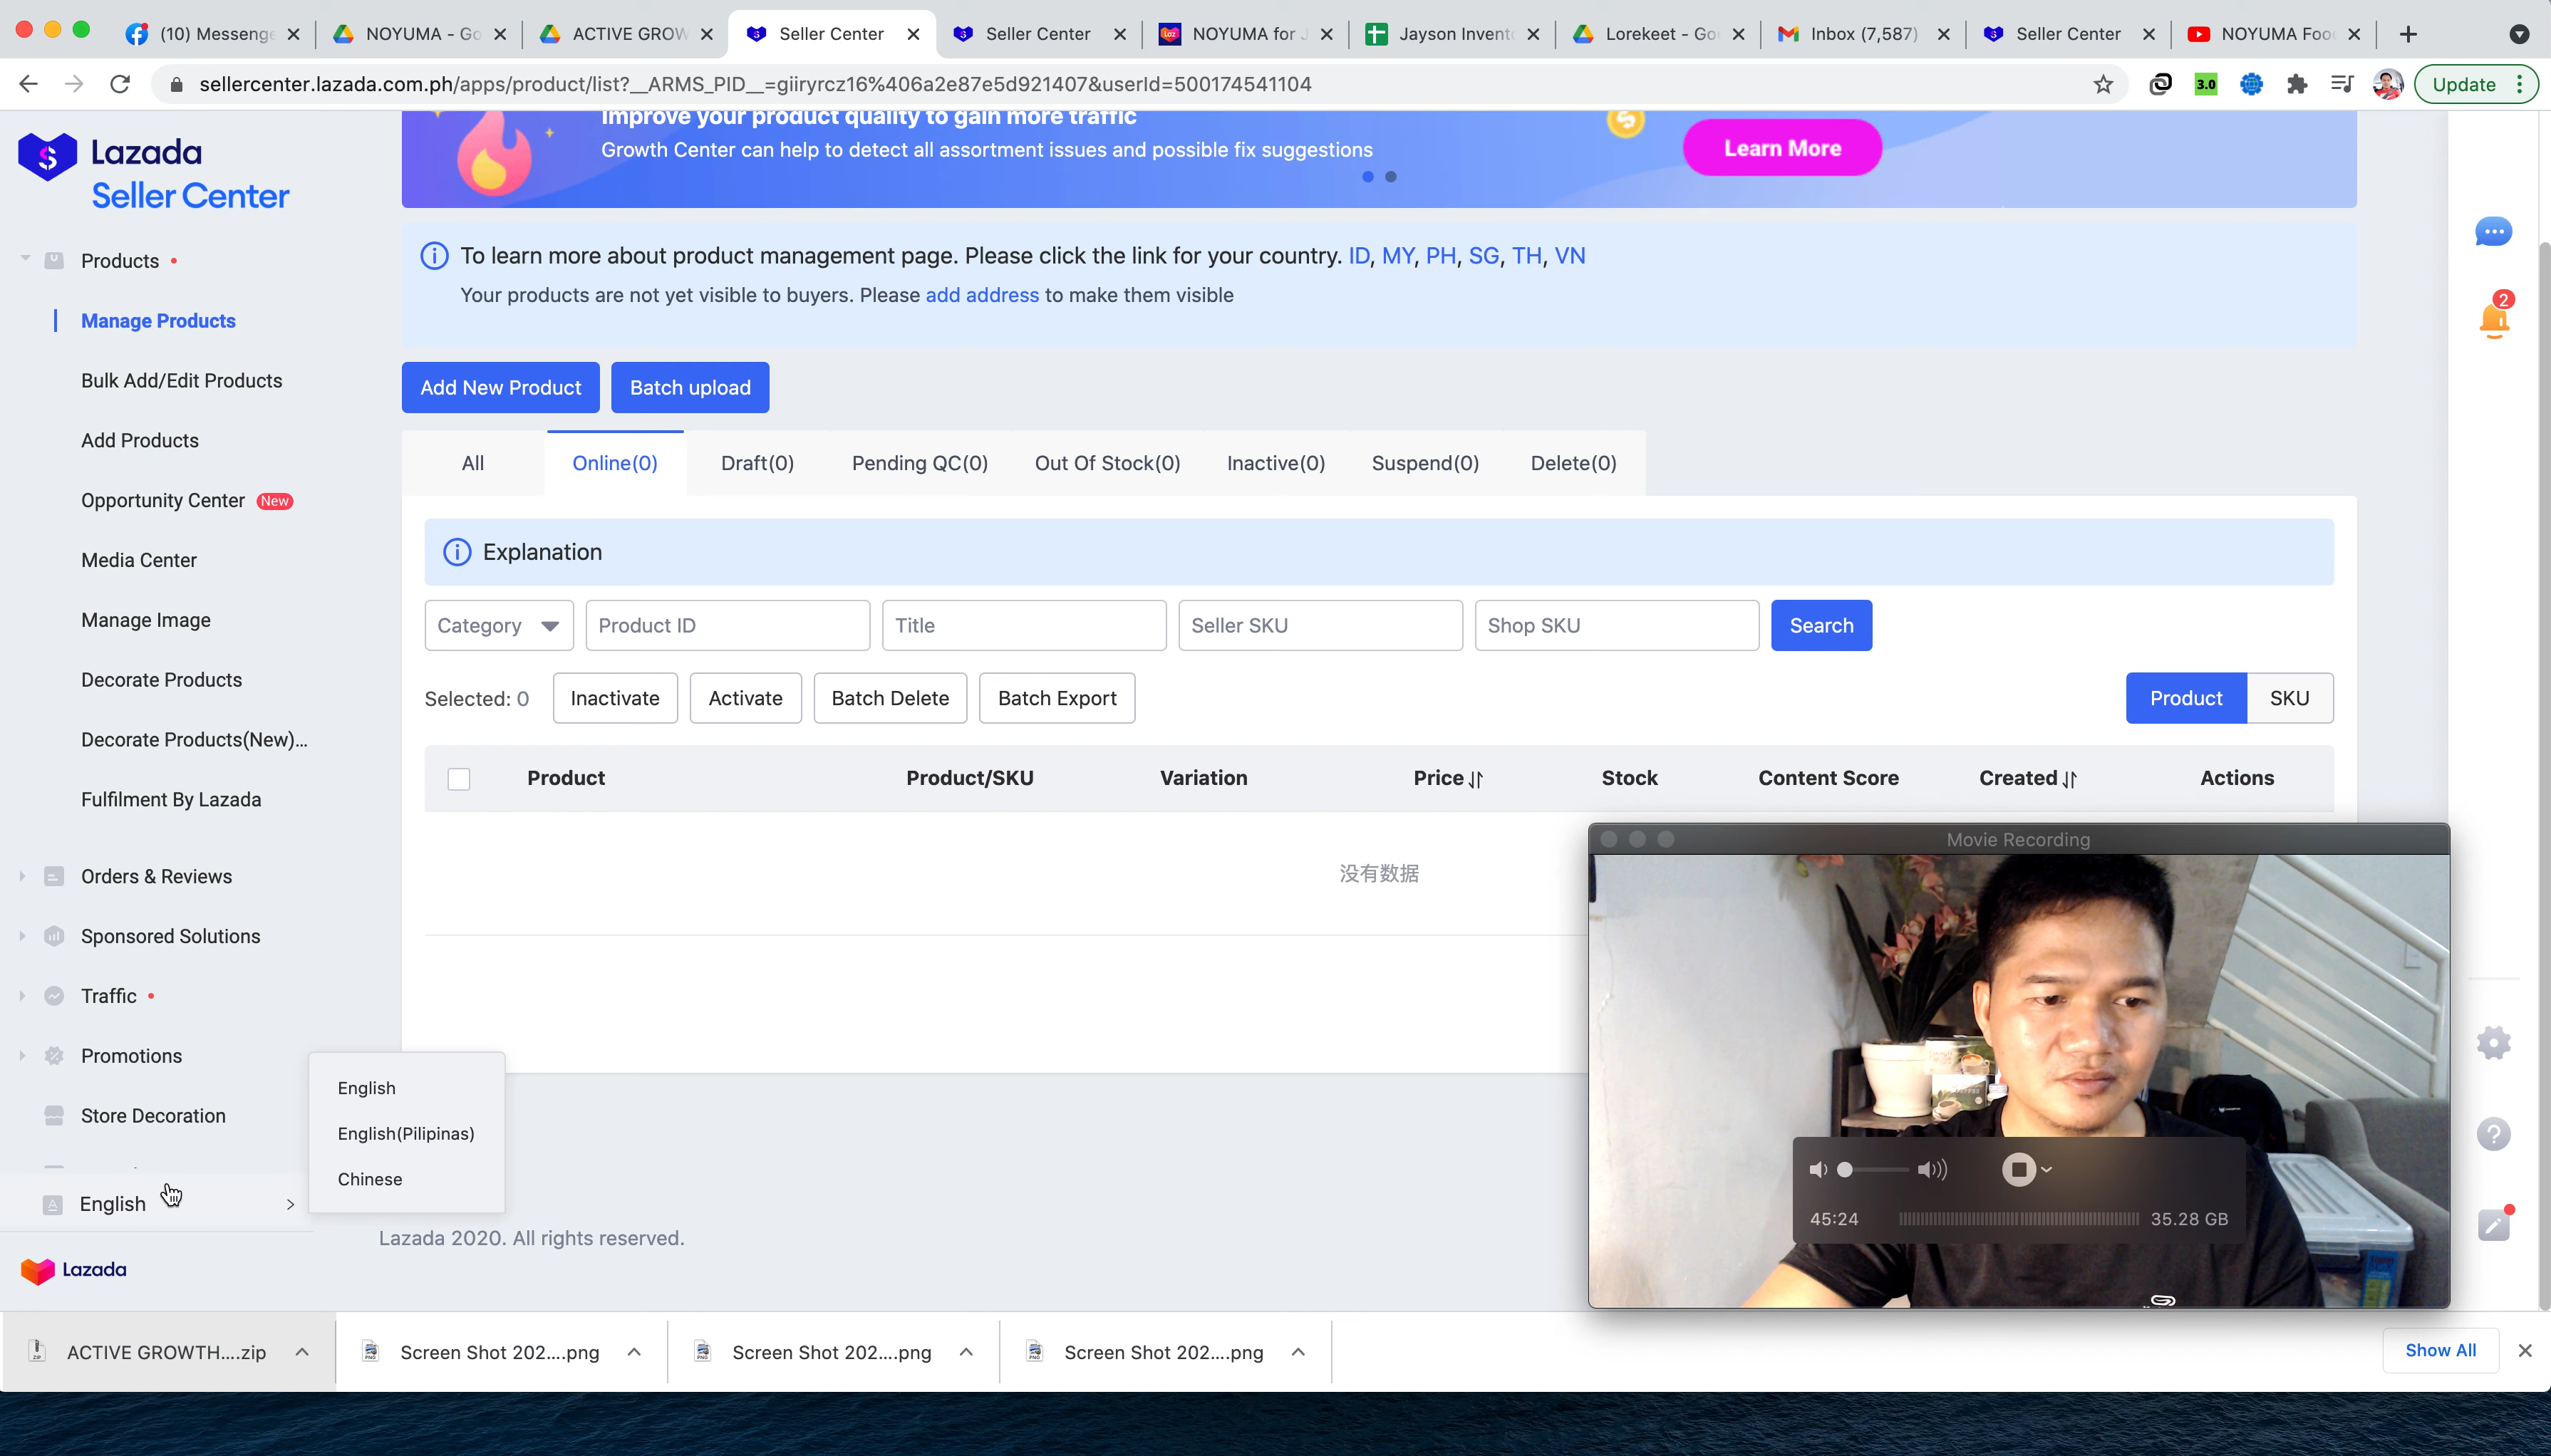 (10) Messenge
NOYUMA - Go
ACTIVE GROW
Seller Center
Seller Center
NOYUMA for J
Jayson Invent
Lorekeet - Go
Inbox (7,587)
Seller Center
NOYUMA Foo
sellercenter.lazada.com.ph/apps/product/list?__ARMS_PID__=giiryrcz16%406a2e87e5d921407&userId=500174541104
3.0
Update
Lazada
Seller Center
Products
Manage Products
Bulk Add/Edit Products
Add Products
Opportunity Center New
Media Center
Manage Image
Decorate Products
Decorate Products(New)...
Fulfilment By Lazada
Orders & Reviews
Sponsored Solutions
Traffic
Promotions
Store Decoration
English
Lazada
English
English(Pilipinas)
Chinese
Improve your product quality to gain more traffic
Growth Center can help to detect all assortment issues and possible fix suggestions
Learn More
To learn more about product management page. Please click the link for your country. ID, MY, PH, SG, TH, VN
Your products are not yet visible to buyers. Please add address to make them visible
Add New Product
Batch upload
All
Online(0)
Draft(0)
Pending QC(0)
Out Of Stock(0)
Inactive(0)
Suspend(0)
Delete(0)
Explanation
Category
Product ID
Title
Seller SKU
Shop SKU
Search
Selected: 0
Inactivate
Activate
Batch Delete
Batch Export
Product
SKU
Product
Product/SKU
Variation
Price
Stock
Content Score
Created
Actions
没有数据
Lazada 2020. All rights reserved.
2
Movie Recording
45:24
35.28 GB
ACTIVE GROWTH....zip
Screen Shot 202....png
Screen Shot 202....png
Screen Shot 202....png
Show All